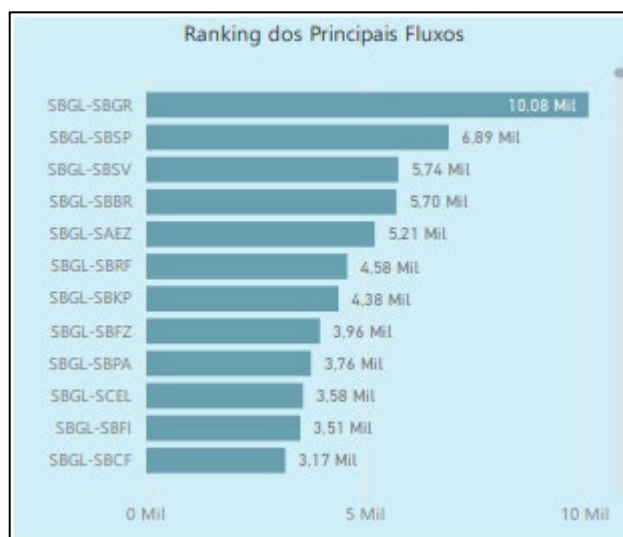 Ranking dos Principais Fluxos
SBGL-SBGR 10,08 Mil
SBGL-SBSP 6,89 Mil
SBGL-SBSV 5,74 Mil
SBGL-SBBR 5,70 Mil
SBGL-SAEZ 5,21 Mil
SBGL-SBRF 4,58 Mil
SBGL-SBKP 4,38 Mil
SBGL-SBFZ 3,96 Mil
SBGL-SBPA 3,76 Mil
SBGL-SCEL 3,58 Mil
SBGL-SBFI 3,51 Mil
SBGL-SBCF 3,17 Mil
0 Mil 5 Mil 10 Mil